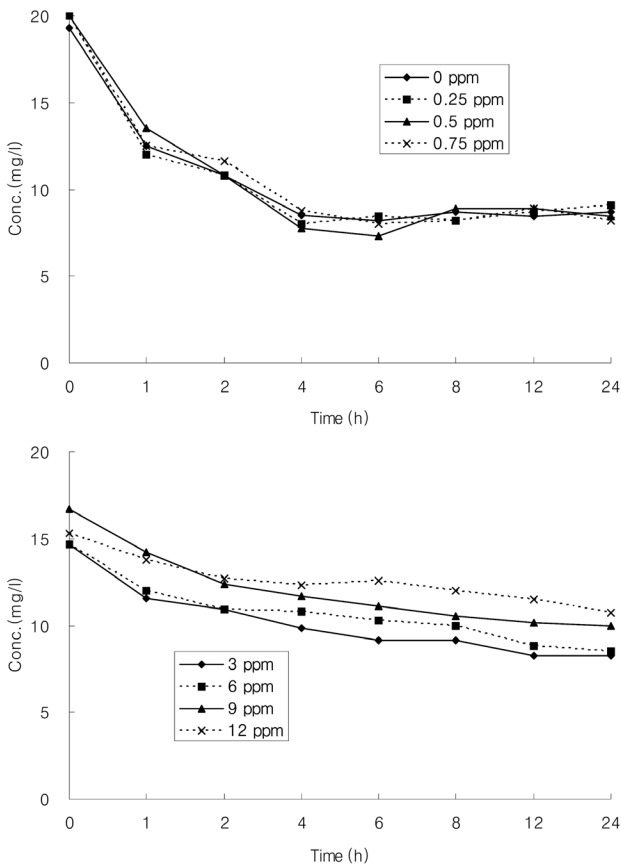 20
15
10
5
0
Conc.(mg/l)
0 ppm
0.25 ppm
0.5 ppm
0.75 ppm
0 1 2 4 6 8 12 24
Time (h)
20
15
10
5
0
Conc.(mg/l)
3 ppm
6 ppm
9 ppm
12 ppm
0 1 2 4 6 8 12 24
Time (h)